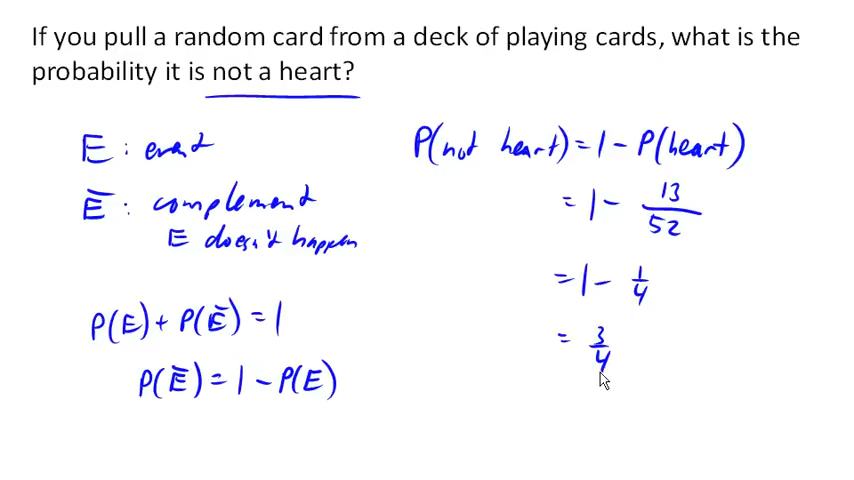 If you pull a random card from a deck of playing cards, what is the
probability it is not a heart?
E : event
Ē : complement
E doesn't happen
P(E) + P(Ē) = 1
P(Ē) = 1 - P(E)
P(not heart) = 1 - P(heart)
= 1 - 13/52
= 1 - 1/4
= 3/4